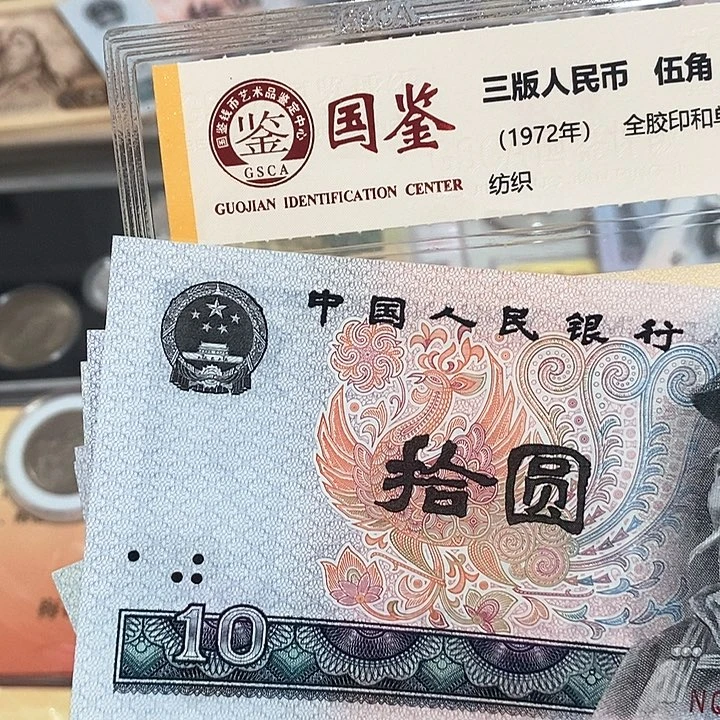 三版人民币 伍角
国鉴钱币艺术品鉴定中心
鉴
GSCA
国鉴
(1972年) 全胶印和单
GUOJIAN IDENTIFICATION CENTER
纺织
中国人民银行
拾圆
10